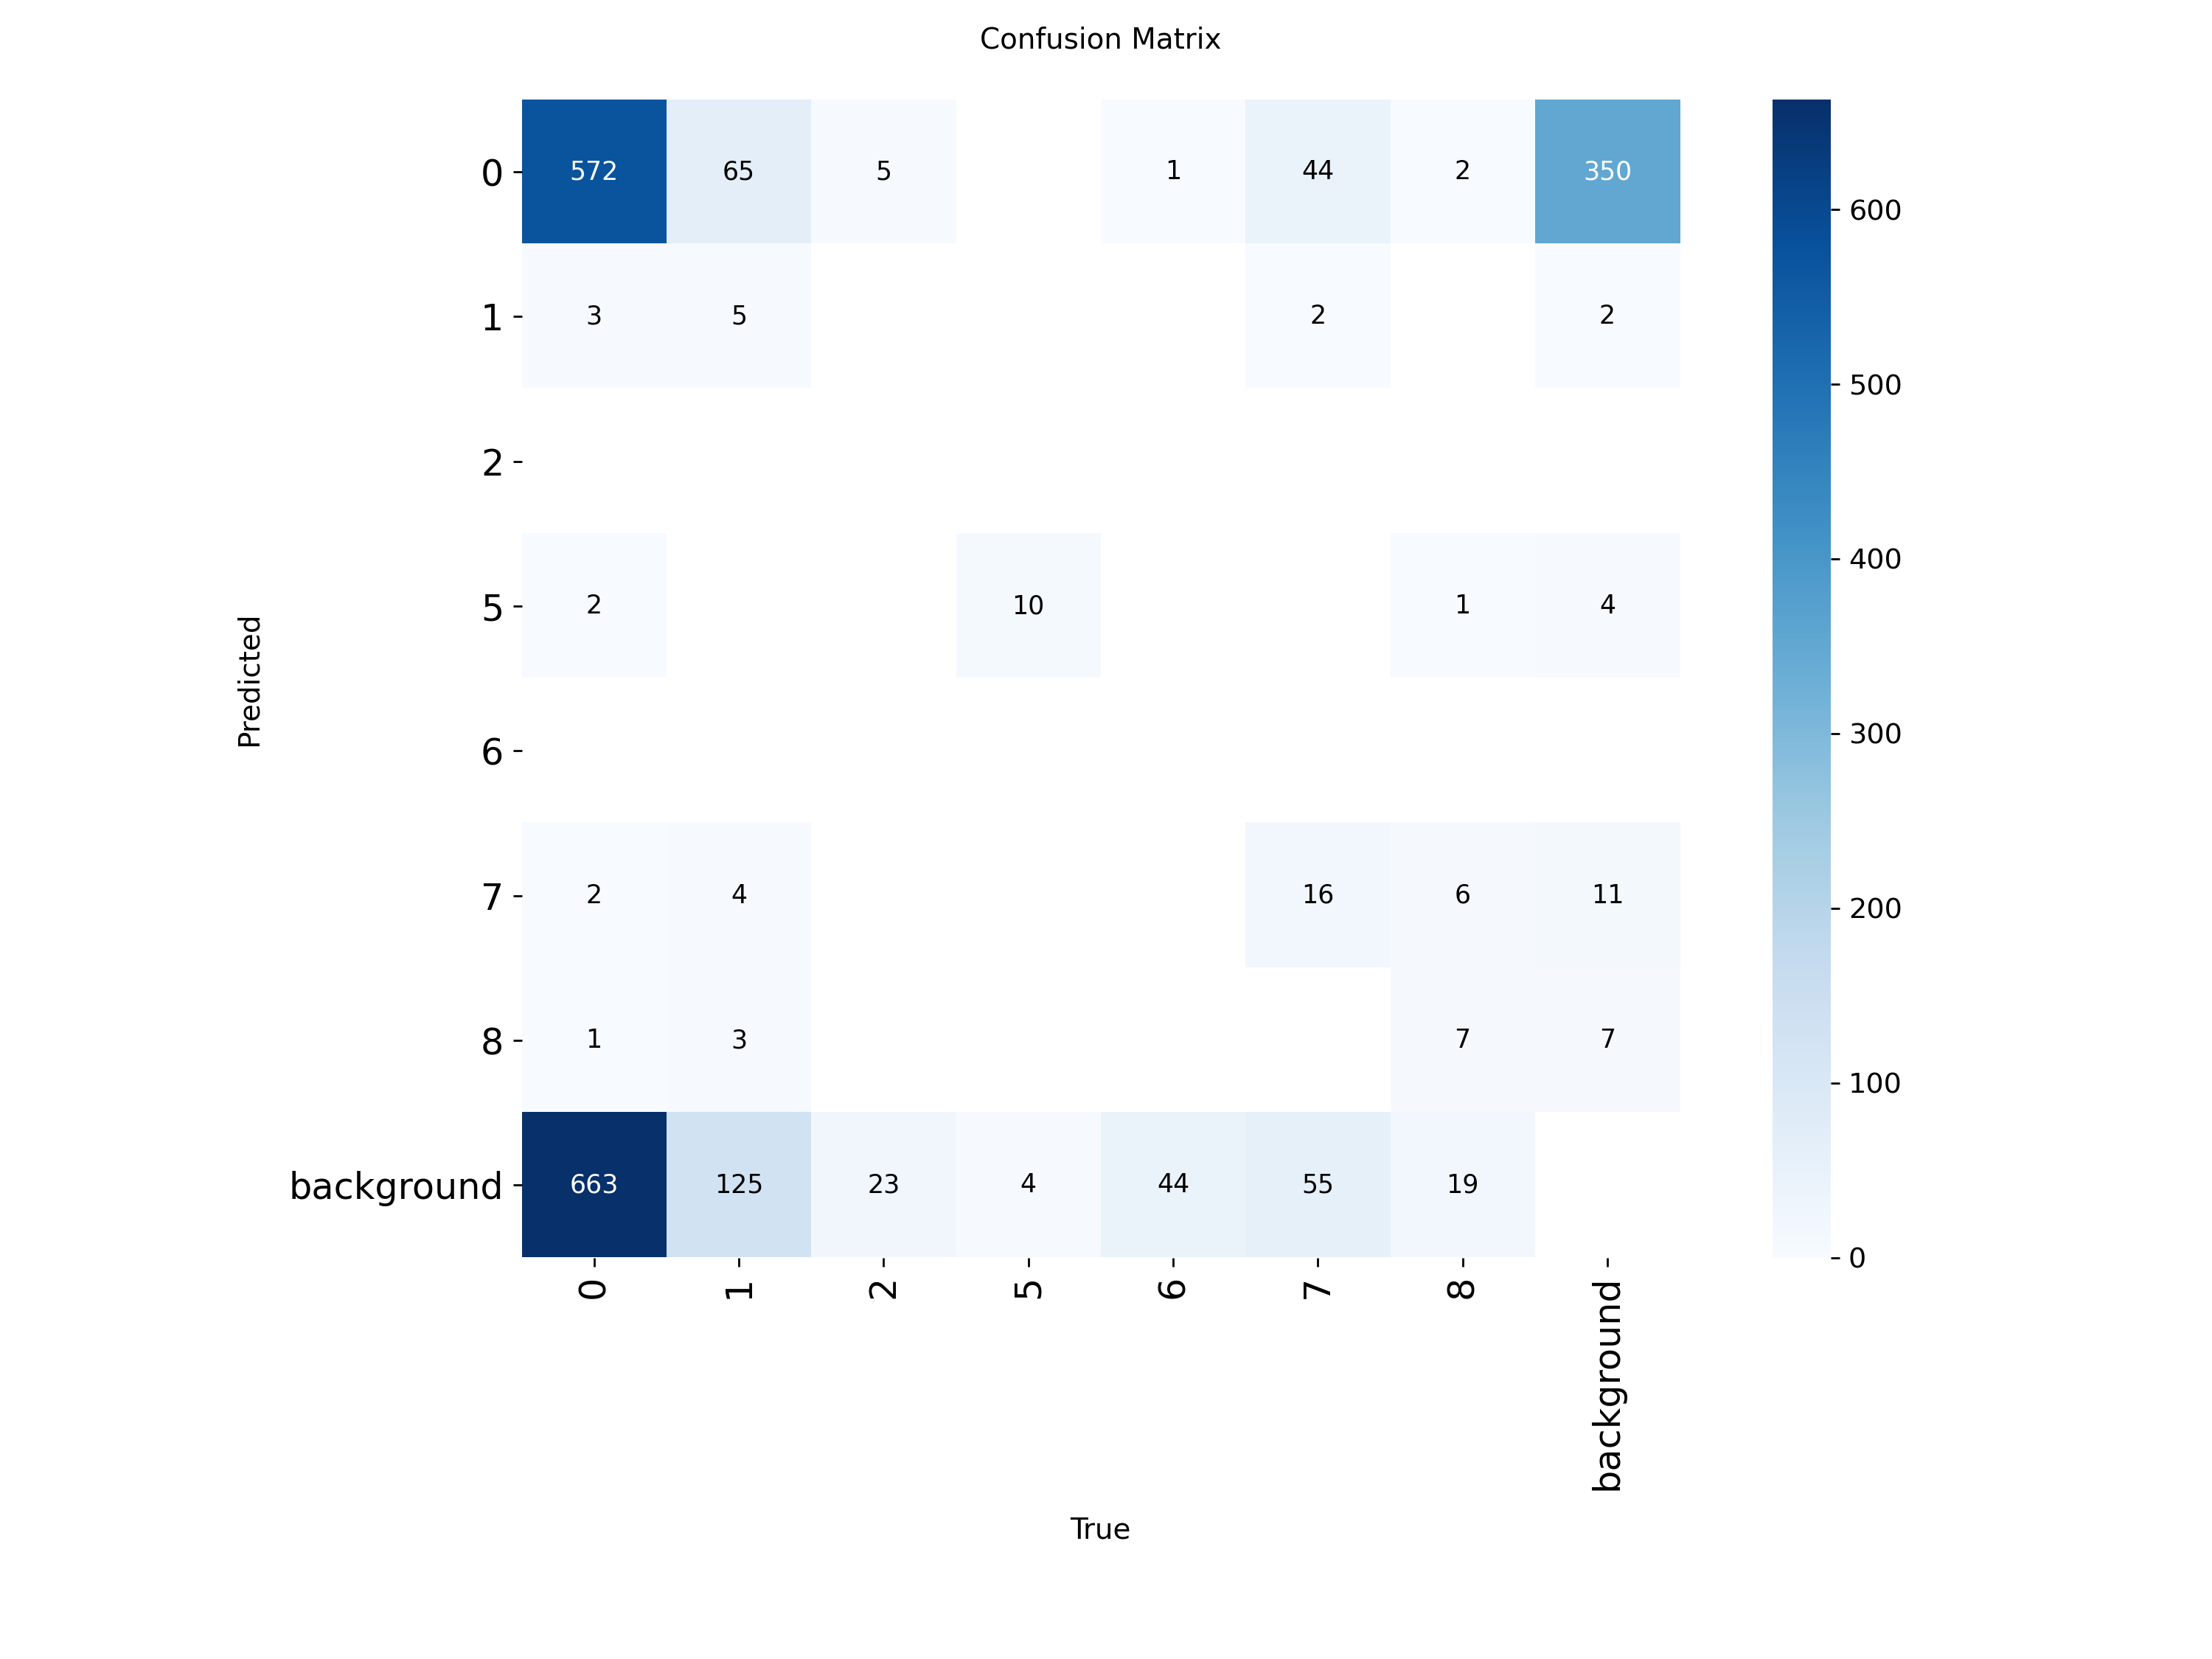 Confusion Matrix
0 572 65 5 1 44 2 350
1 3 5 2 2
2
5 2 10 1 4
6
7 2 4 16 6 11
8 1 3 7 7
background 663 125 23 4 44 55 19
0 1 2 5 6 7 8 background
Predicted
True
600
500
400
300
200
100
0